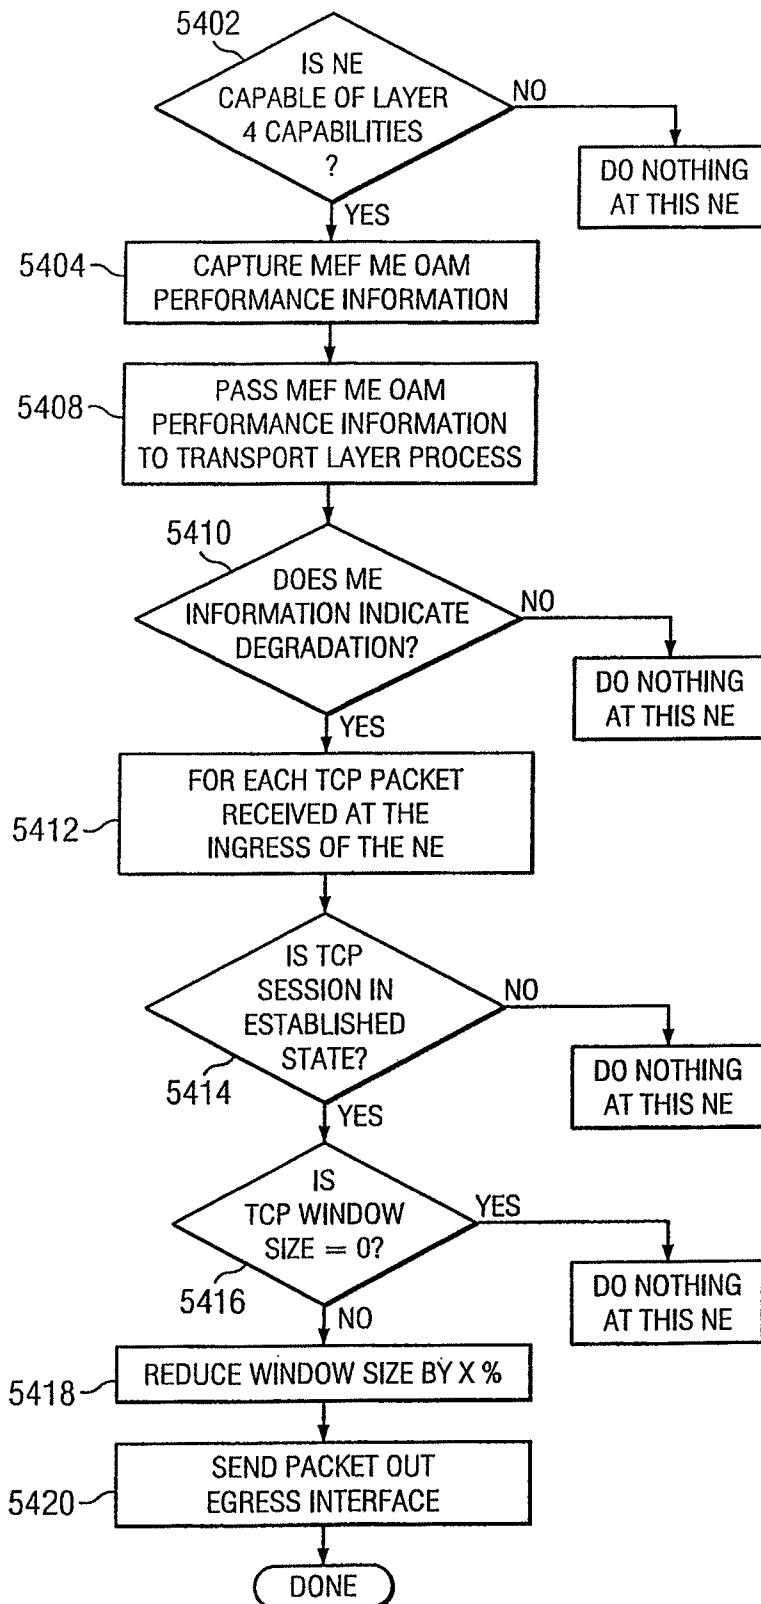 5402
IS NE
CAPABLE OF LAYER
4 CAPABILITIES
?
NO
DO NOTHING
AT THIS NE
YES
5404
CAPTURE MEF ME OAM
PERFORMANCE INFORMATION
5408
PASS MEF ME OAM
PERFORMANCE INFORMATION
TO TRANSPORT LAYER PROCESS
5410
DOES ME
INFORMATION INDICATE
DEGRADATION?
NO
DO NOTHING
AT THIS NE
YES
5412
FOR EACH TCP PACKET
RECEIVED AT THE
INGRESS OF THE NE
IS TCP
SESSION IN
ESTABLISHED
STATE?
NO
5414
DO NOTHING
AT THIS NE
YES
IS
TCP WINDOW
SIZE = 0?
YES
5416
DO NOTHING
AT THIS NE
NO
5418
REDUCE WINDOW SIZE BY X %
5420
SEND PACKET OUT
EGRESS INTERFACE
DONE